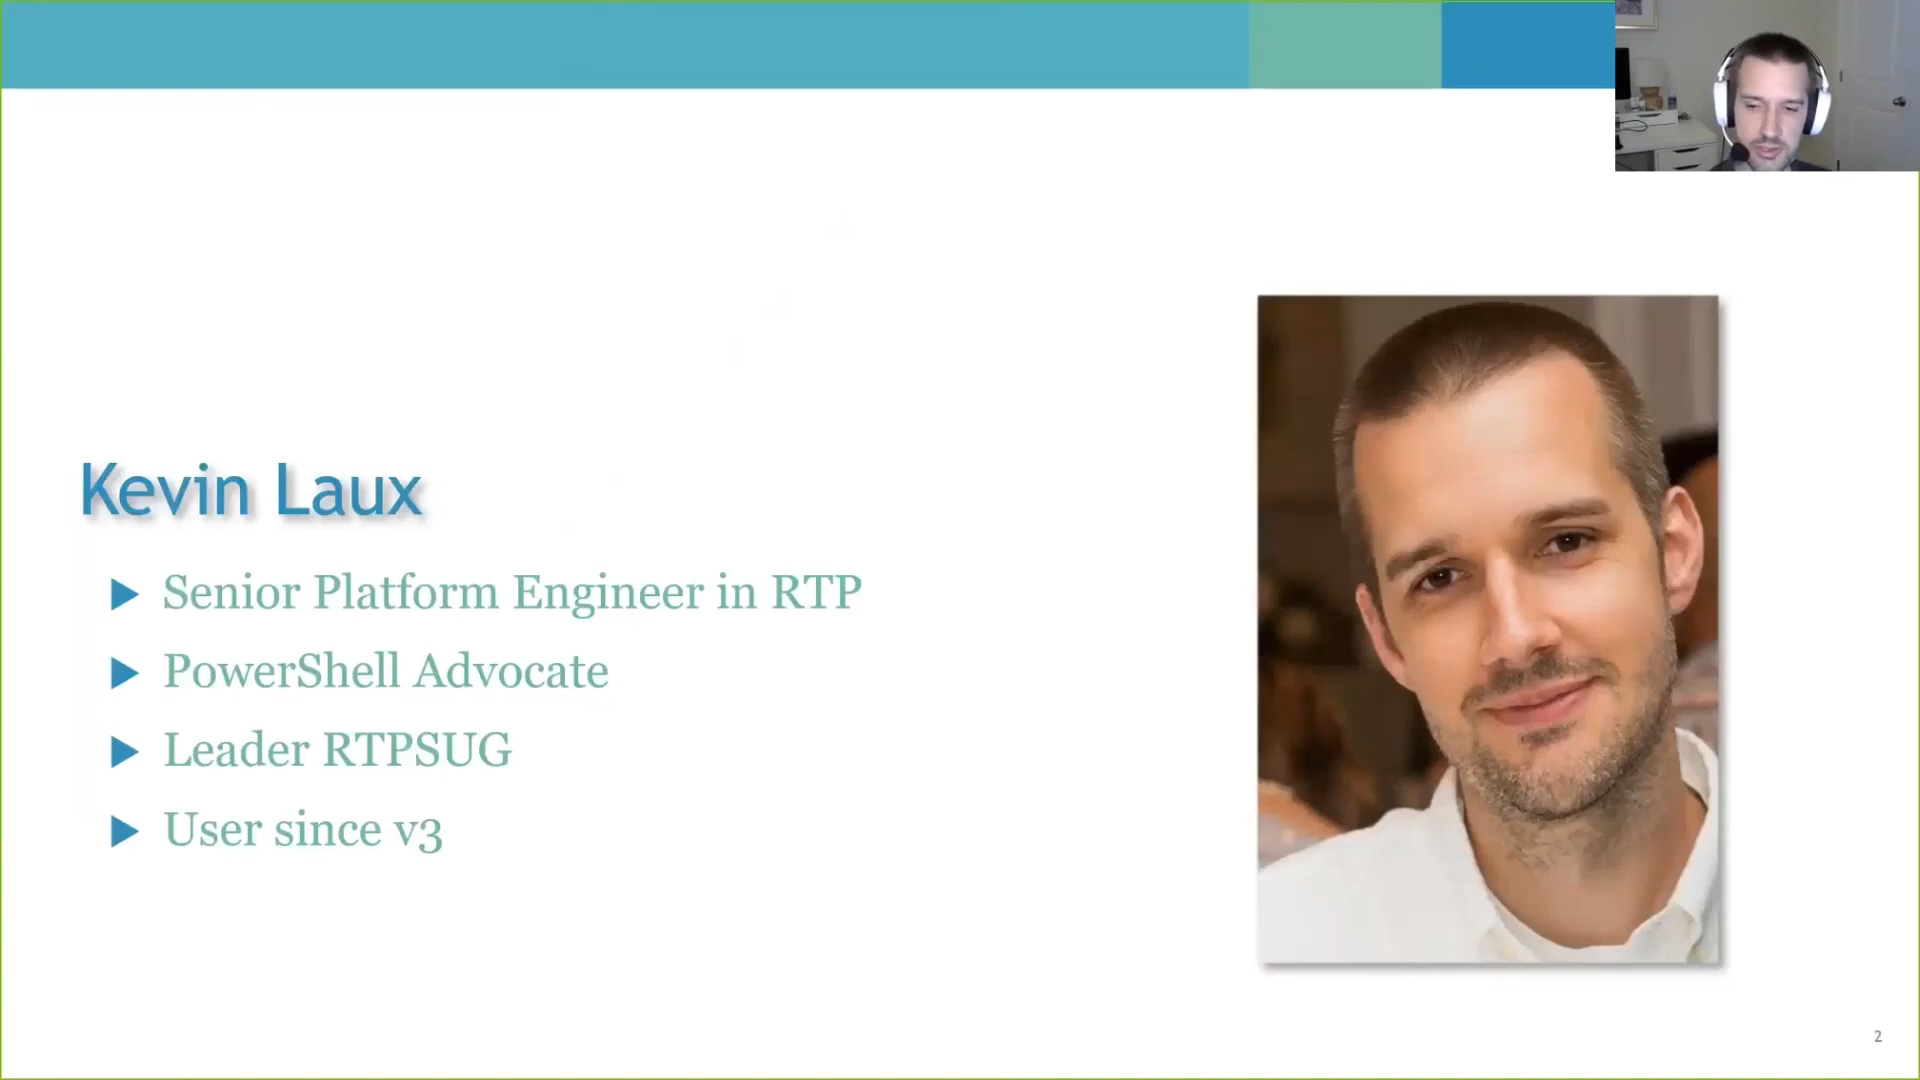 Kevin Laux
Senior Platform Engineer in RTP
PowerShell Advocate
Leader RTPSUG
User since v3
2